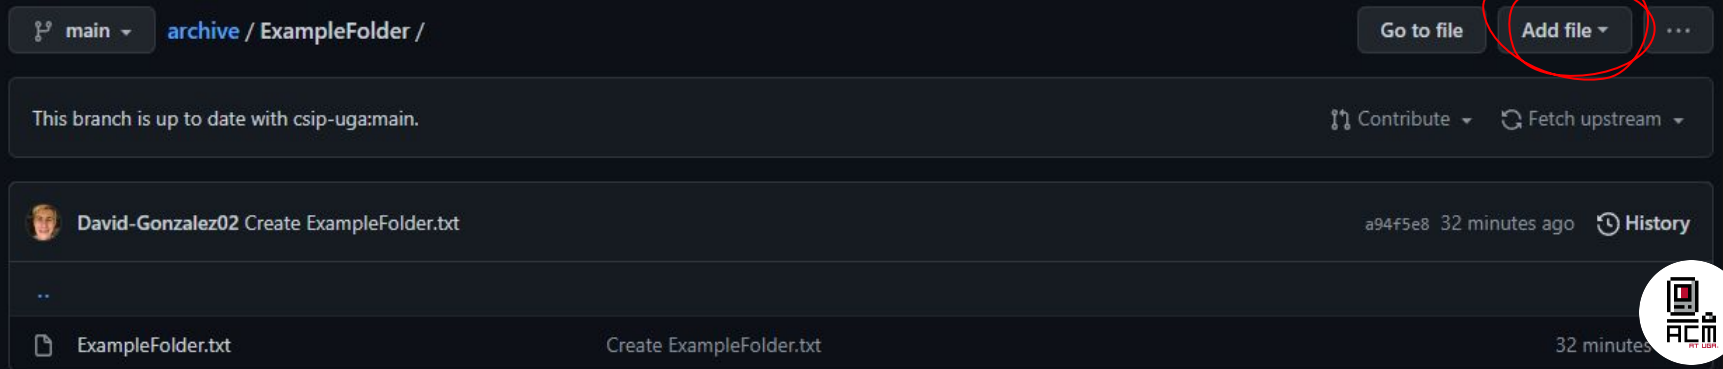 main archive / ExampleFolder / Go to file Add file ...
This branch is up to date with csip-uga:main. Contribute Fetch upstream
David-Gonzalez02 Create ExampleFolder.txt a94f5e8 32 minutes ago History
..
ExampleFolder.txt Create ExampleFolder.txt 32 minutes
ACM
AT UGA.